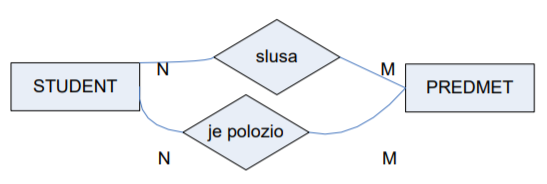 slusa
N
M
STUDENT
PREDMET
je polozio
N
M